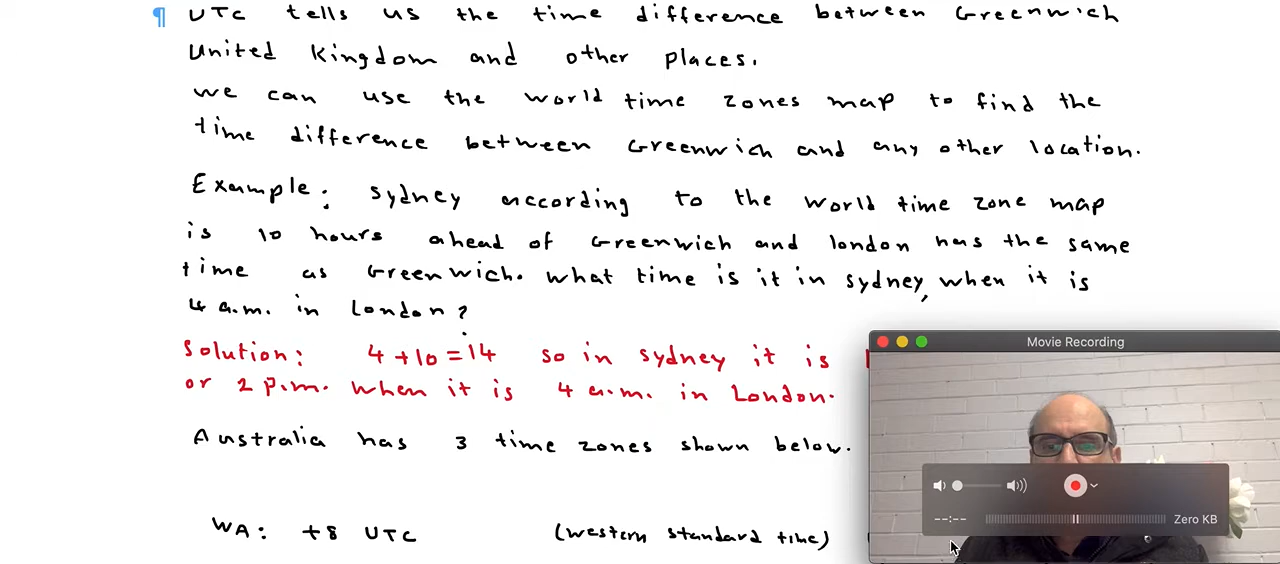 ¶ UTC tells us the time difference between Greenwich
United Kingdom and other places.
we can use the world time zones map to find the
time difference between Greenwich and any other location.
Example: sydney according to the world time zone map
is 10 hours ahead of Greenwich and london has the same
time as Greenwich. what time is it in sydney, when it is
4 a.m. in London?
Solution: 4+10=14 so in sydney it is
or 2 p.m. when it is 4 a.m. in London.
Australia has 3 time zones shown below.
WA: +8 UTC (western standard time)
Movie Recording
--:--
Zero KB